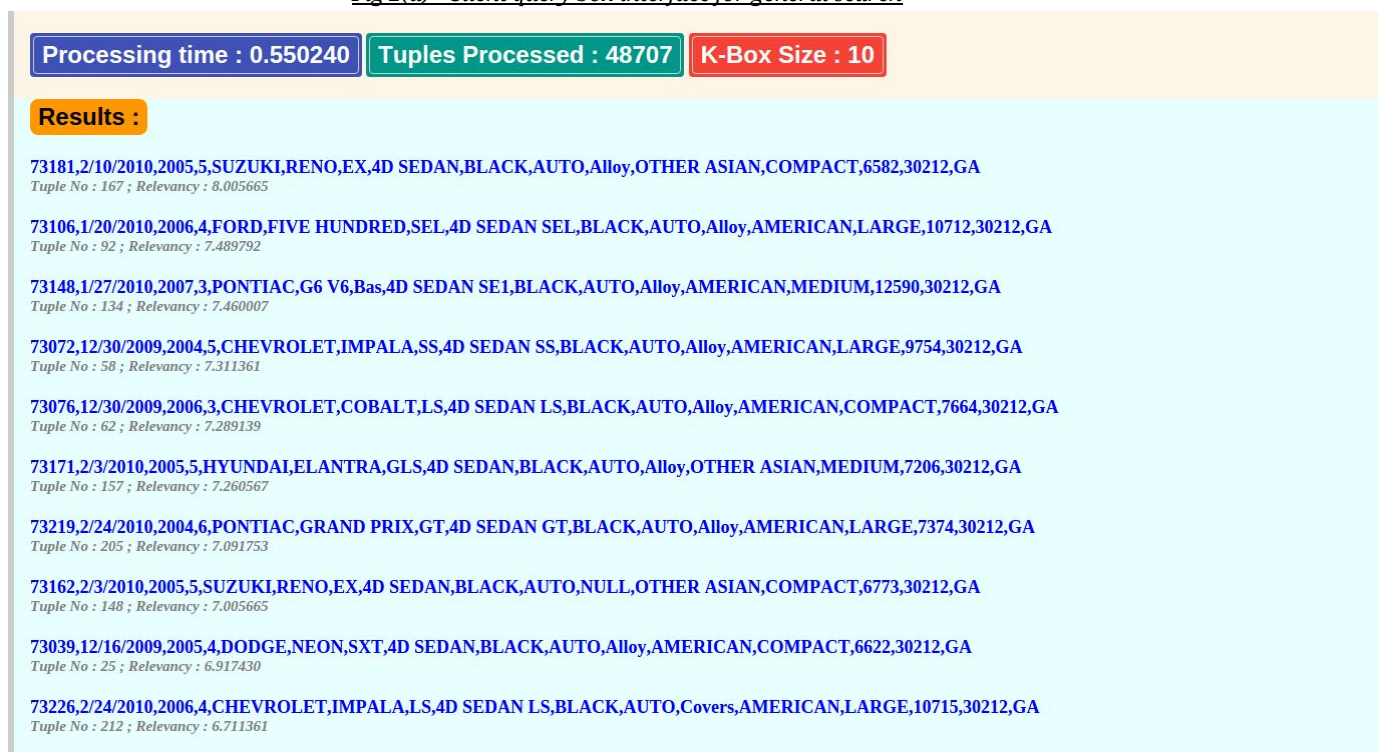 Processing time : 0.550240 Tuples Processed : 48707 K-Box Size : 10
Results :
73181,2/10/2010,2005,5,SUZUKI,RENO,EX,4D SEDAN,BLACK,AUTO,Alloy,OTHER ASIAN,COMPACT,6582,30212,GA
Tuple No : 167 ; Relevancy : 8.005665
73106,1/20/2010,2006,4,FORD,FIVE HUNDRED,SEL,4D SEDAN SEL,BLACK,AUTO,Alloy,AMERICAN,LARGE,10712,30212,GA
Tuple No : 92 ; Relevancy : 7.489792
73148,1/27/2010,2007,3,PONTIAC,G6 V6,Bas,4D SEDAN SE1,BLACK,AUTO,Alloy,AMERICAN,MEDIUM,12590,30212,GA
Tuple No : 134 ; Relevancy : 7.460007
73072,12/30/2009,2004,5,CHEVROLET,IMPALA,SS,4D SEDAN SS,BLACK,AUTO,Alloy,AMERICAN,LARGE,9754,30212,GA
Tuple No : 58 ; Relevancy : 7.311361
73076,12/30/2009,2006,3,CHEVROLET,COBALT,LS,4D SEDAN LS,BLACK,AUTO,Alloy,AMERICAN,COMPACT,7664,30212,GA
Tuple No : 62 ; Relevancy : 7.289139
73171,2/3/2010,2005,5,HYUNDAI,ELANTRA,GLS,4D SEDAN,BLACK,AUTO,Alloy,OTHER ASIAN,MEDIUM,7206,30212,GA
Tuple No : 157 ; Relevancy : 7.260567
73219,2/24/2010,2004,6,PONTIAC,GRAND PRIX,GT,4D SEDAN GT,BLACK,AUTO,Alloy,AMERICAN,LARGE,7374,30212,GA
Tuple No : 205 ; Relevancy : 7.091753
73162,2/3/2010,2005,5,SUZUKI,RENO,EX,4D SEDAN,BLACK,AUTO,NULL,OTHER ASIAN,COMPACT,6773,30212,GA
Tuple No : 148 ; Relevancy : 7.005665
73039,12/16/2009,2005,4,DODGE,NEON,SXT,4D SEDAN,BLACK,AUTO,Alloy,AMERICAN,COMPACT,6622,30212,GA
Tuple No : 25 ; Relevancy : 6.917430
73226,2/24/2010,2006,4,CHEVROLET,IMPALA,LS,4D SEDAN LS,BLACK,AUTO,Covers,AMERICAN,LARGE,10715,30212,GA
Tuple No : 212 ; Relevancy : 6.711361